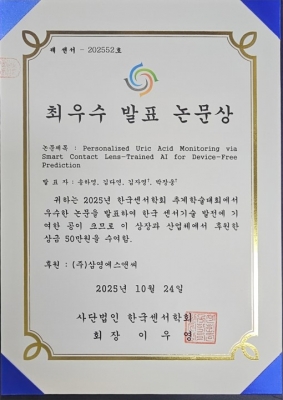 제 센서 - 202552호
최우수 발표 논문상
논문제목 : Personalized Uric Acid Monitoring via
Smart Contact Lens-Trained AI for Device-Free
Prediction
발 표 자 : 송하영, 김다연, 김자영†, 박장웅†
귀하는 2025년 한국센서학회 추계학술대회에서
우수한 논문을 발표하여 한국 센서기술 발전에 기
여한 공이 크므로 이 상장과 산업체에서 후원한
상금 50만원을 수여함.
후원 : (주)삼영에스앤씨
2025년 10월 24일
사단법인 한국센서학회
회장 이우영